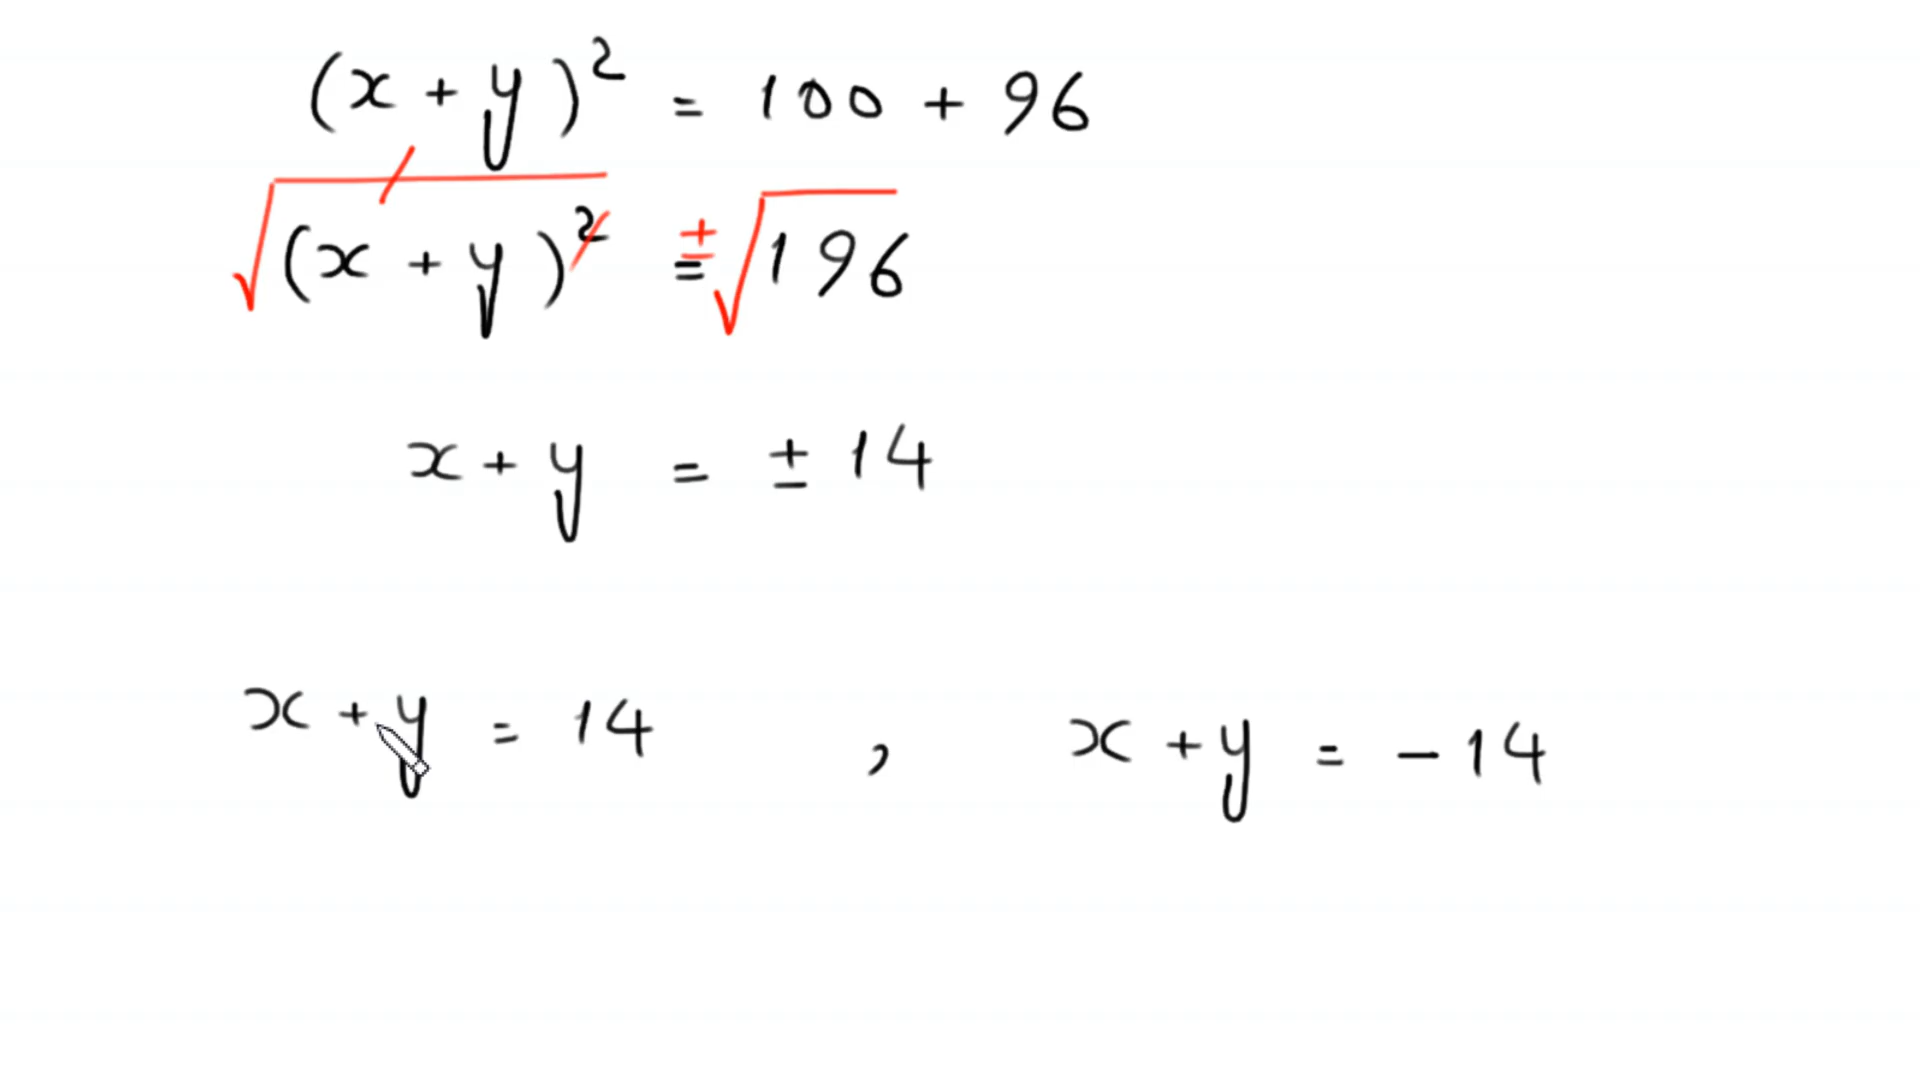 (x + y)² = 100 + 96
√(x + y)² = ±√196
x + y = ± 14
x + y = 14 , x + y = - 14